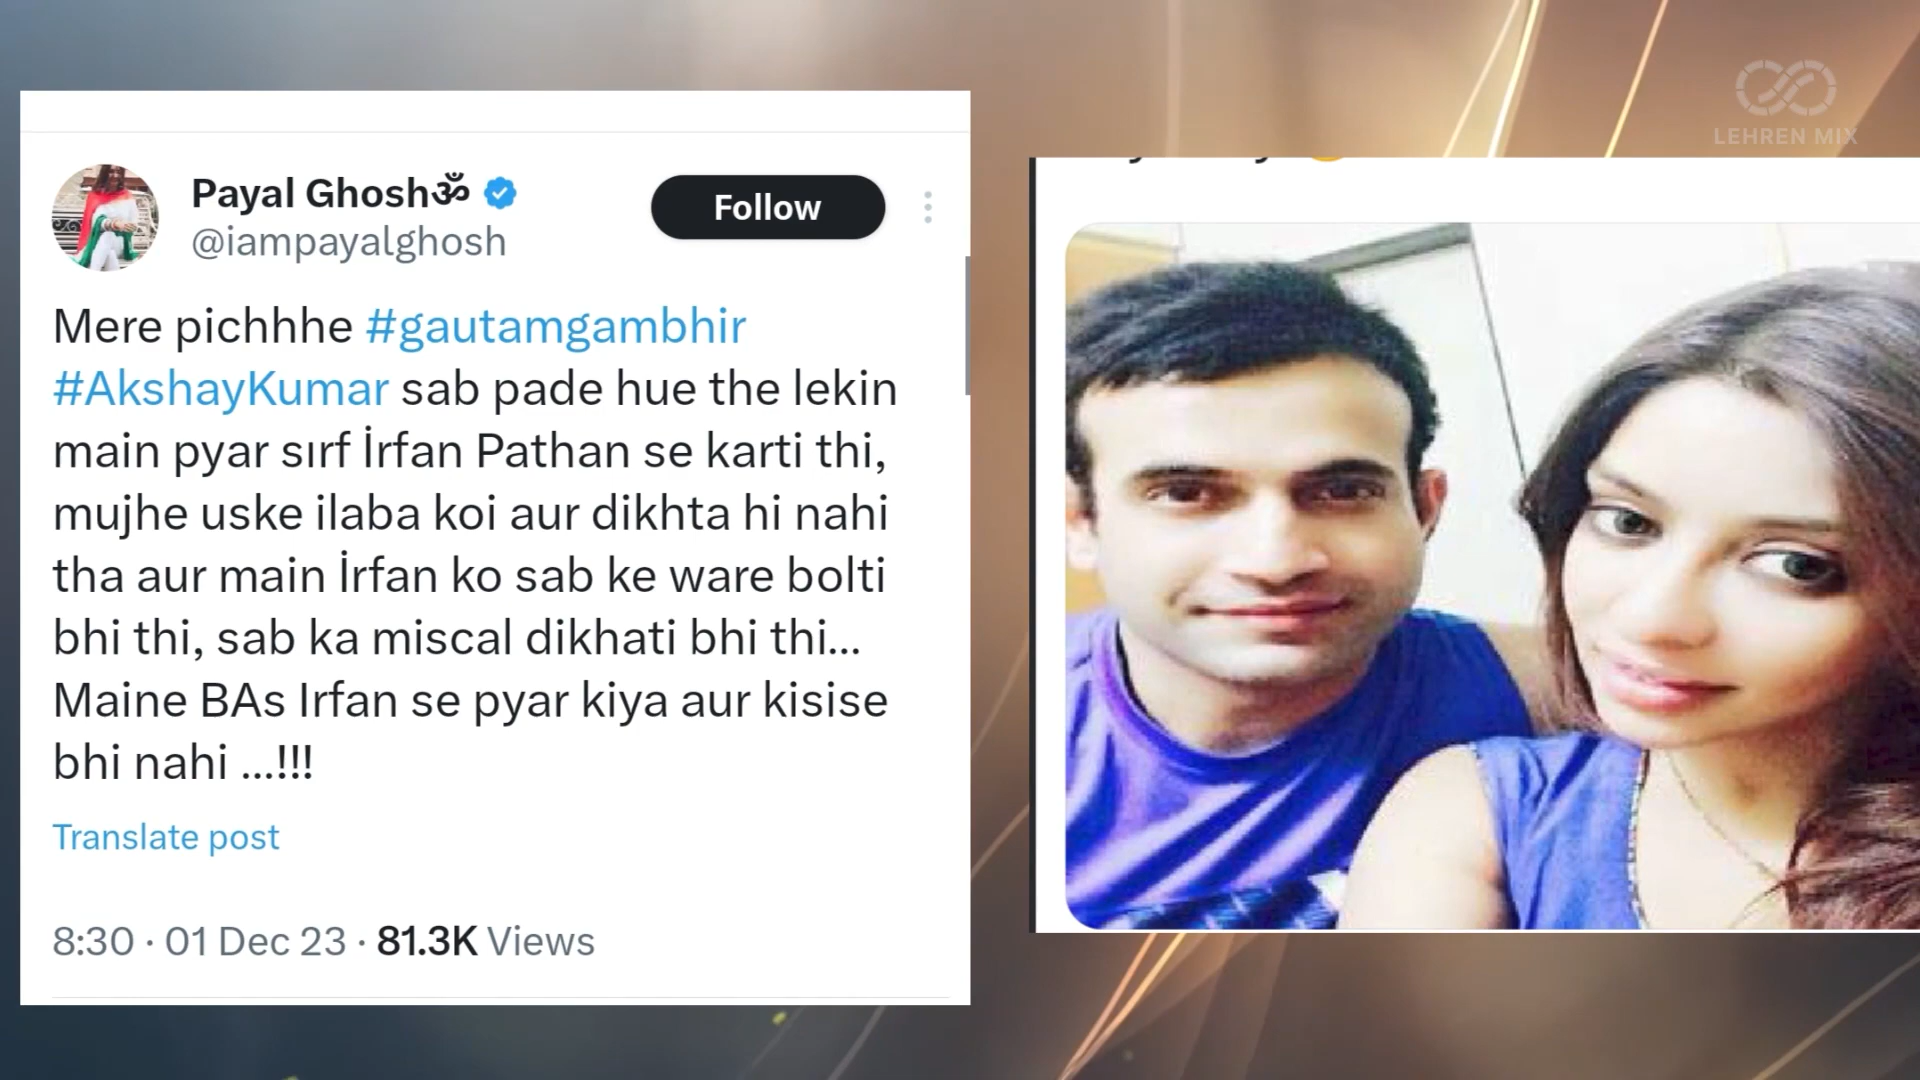 Payal Ghoshॐ
@iampayalghosh
Follow
Mere pichhhe #gautamgambhir
#AkshayKumar sab pade hue the lekin
main pyar sırf İrfan Pathan se karti thi,
mujhe uske ilaba koi aur dikhta hi nahi
tha aur main İrfan ko sab ke ware bolti
bhi thi, sab ka miscal dikhati bhi thi...
Maine BAs Irfan se pyar kiya aur kisise
bhi nahi ...!!!
Translate post
8:30 · 01 Dec 23 · 81.3K Views
LEHREN MIX